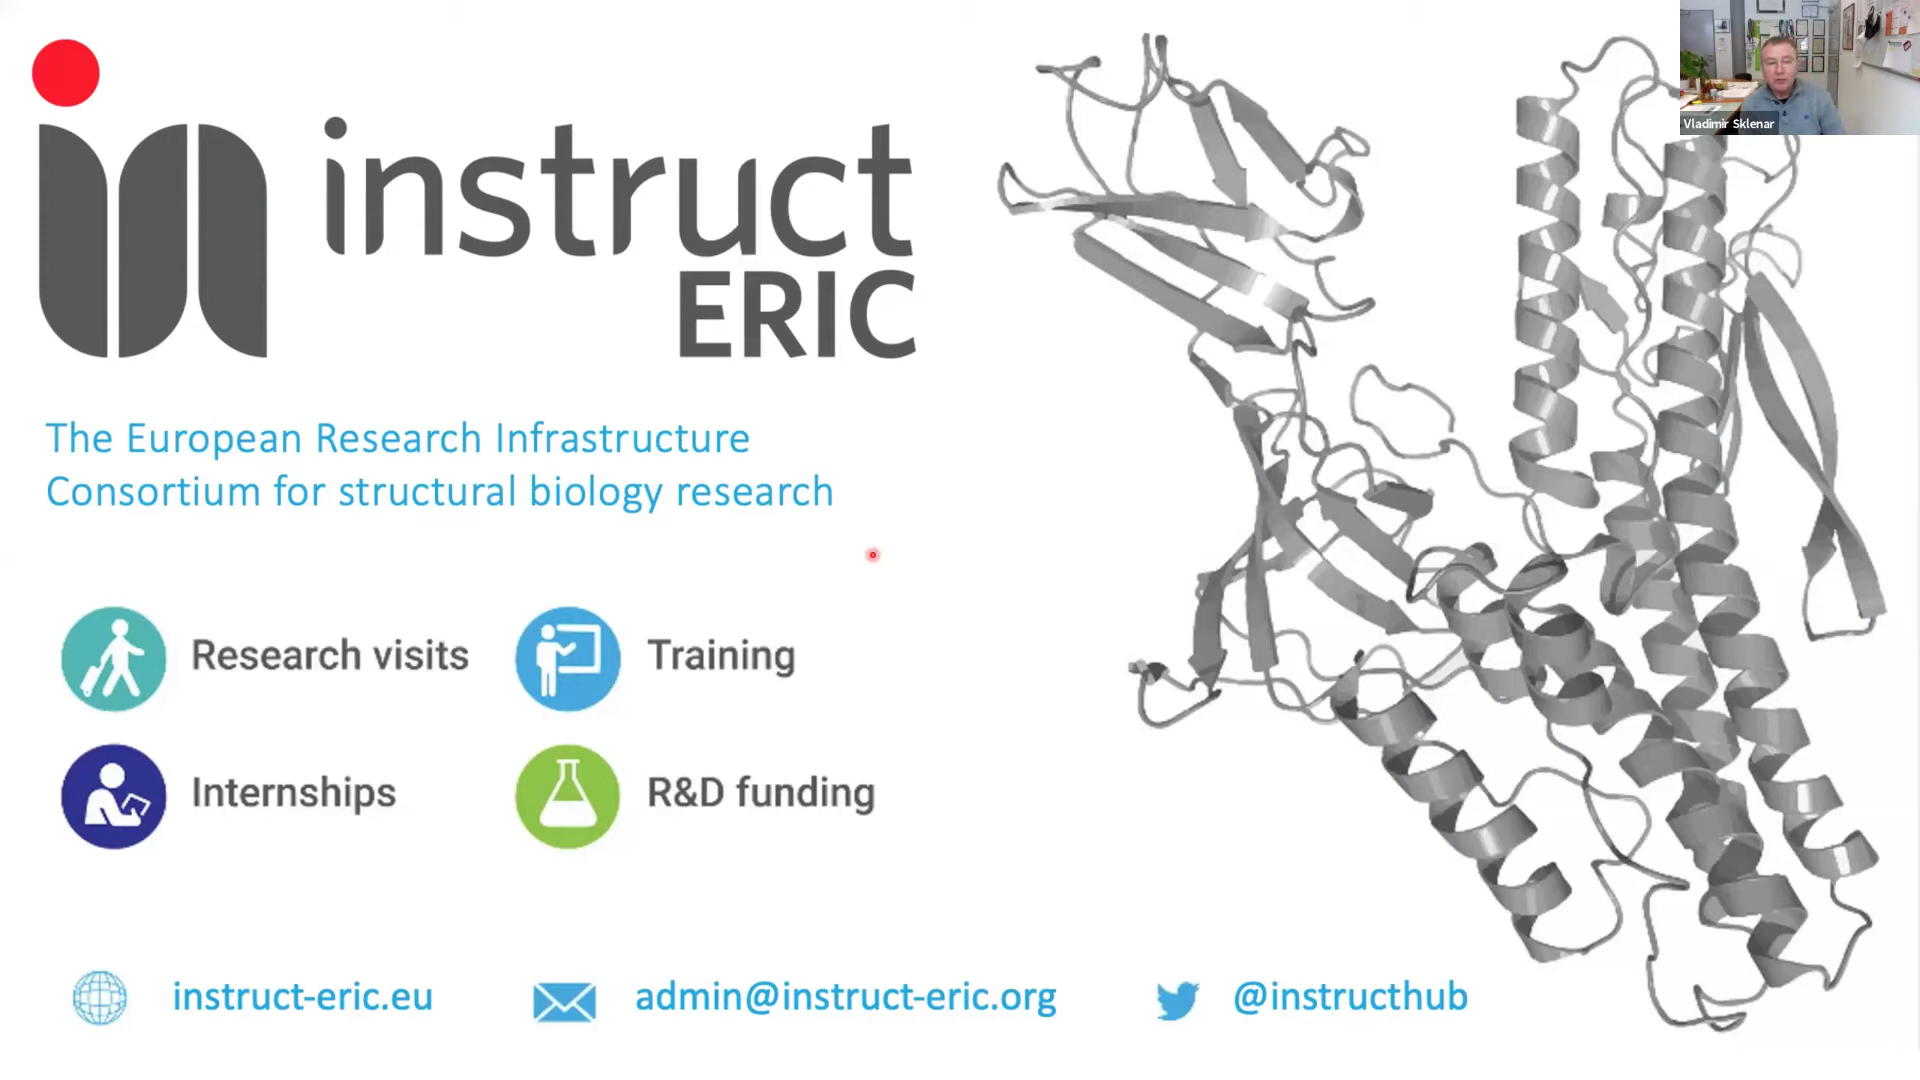 Vladimir Sklenar
instruct
ERIC
The European Research Infrastructure
Consortium for structural biology research
Research visits
Training
Internships
R&D funding
instruct-eric.eu
admin@instruct-eric.org
@instructhub